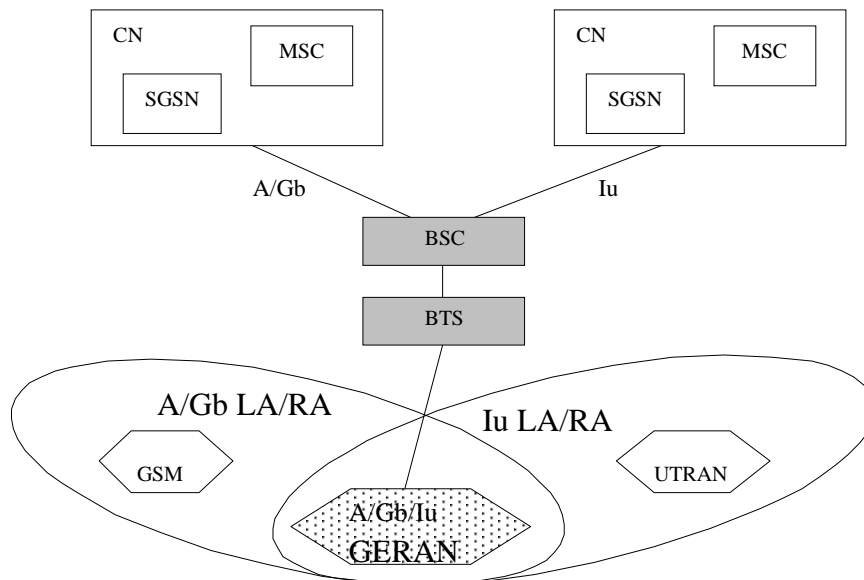 CN
MSC
SGSN
CN
MSC
SGSN
A/Gb
Iu
BSC
BTS
A/Gb LA/RA
Iu LA/RA
GSM
UTRAN
A/Gb/Iu
GERAN